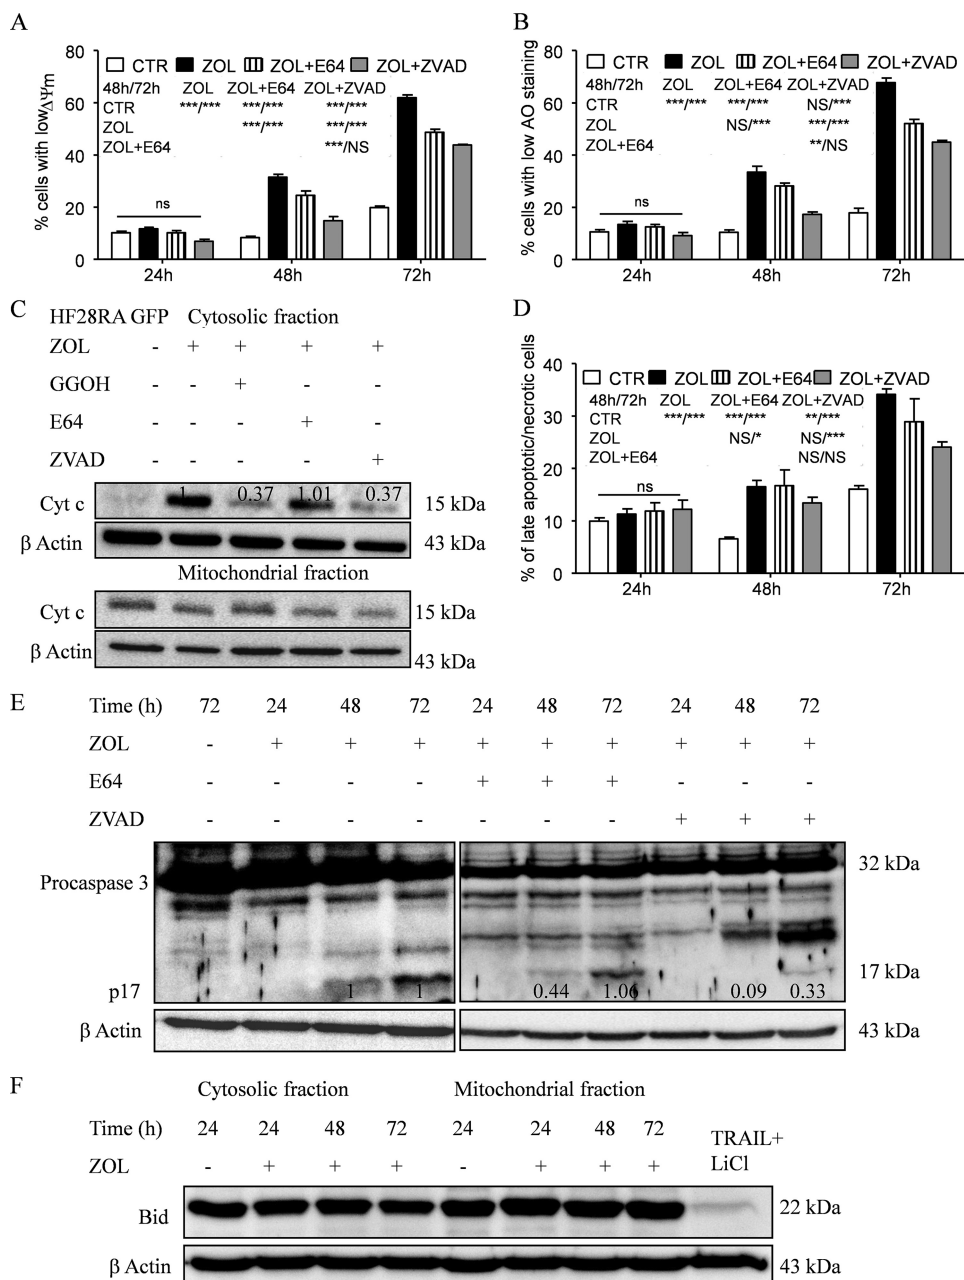 A
80
60
40
20
0
% cells with low ΔΨm
CTR ZOL ZOL+E64 ZOL+ZVAD
48h/72h ZOL ZOL+E64 ZOL+ZVAD
CTR ***/*** ***/*** ***/***
ZOL ***/*** ***/***
ZOL+E64 ***/NS
ns
24h 48h 72h
B
80
60
40
20
0
% cells with low AO staining
CTR ZOL ZOL+E64 ZOL+ZVAD
48h/72h ZOL ZOL+E64 ZOL+ZVAD
CTR ***/*** ***/*** NS/***
ZOL NS/*** ***/***
ZOL+E64 **/NS
ns
24h 48h 72h
C
HF28RA GFP Cytosolic fraction
ZOL - + + + +
GGOH - - + - -
E64 - - - + -
ZVAD - - - - +
Cyt c 1 0.37 1.01 0.37 15 kDa
β Actin 43 kDa
Mitochondrial fraction
Cyt c 15 kDa
β Actin 43 kDa
D
40
30
20
10
0
% of late apoptotic/necrotic cells
CTR ZOL ZOL+E64 ZOL+ZVAD
48h/72h ZOL ZOL+E64 ZOL+ZVAD
CTR ***/*** ***/*** **/***
ZOL NS/* NS/***
ZOL+E64 NS/NS
ns
24h 48h 72h
E
Time (h) 72 24 48 72 24 48 72 24 48 72
ZOL - + + + + + + + + +
E64 - - - - + + + - - -
ZVAD - - - - - - - + + +
Procaspase 3 32 kDa
17 kDa
p17 1 1 0.44 1.06 0.09 0.33
β Actin 43 kDa
F
Cytosolic fraction Mitochondrial fraction
Time (h) 24 24 48 72 24 24 48 72 TRAIL+
ZOL - + + + - + + + LiCl
Bid 22 kDa
β Actin 43 kDa